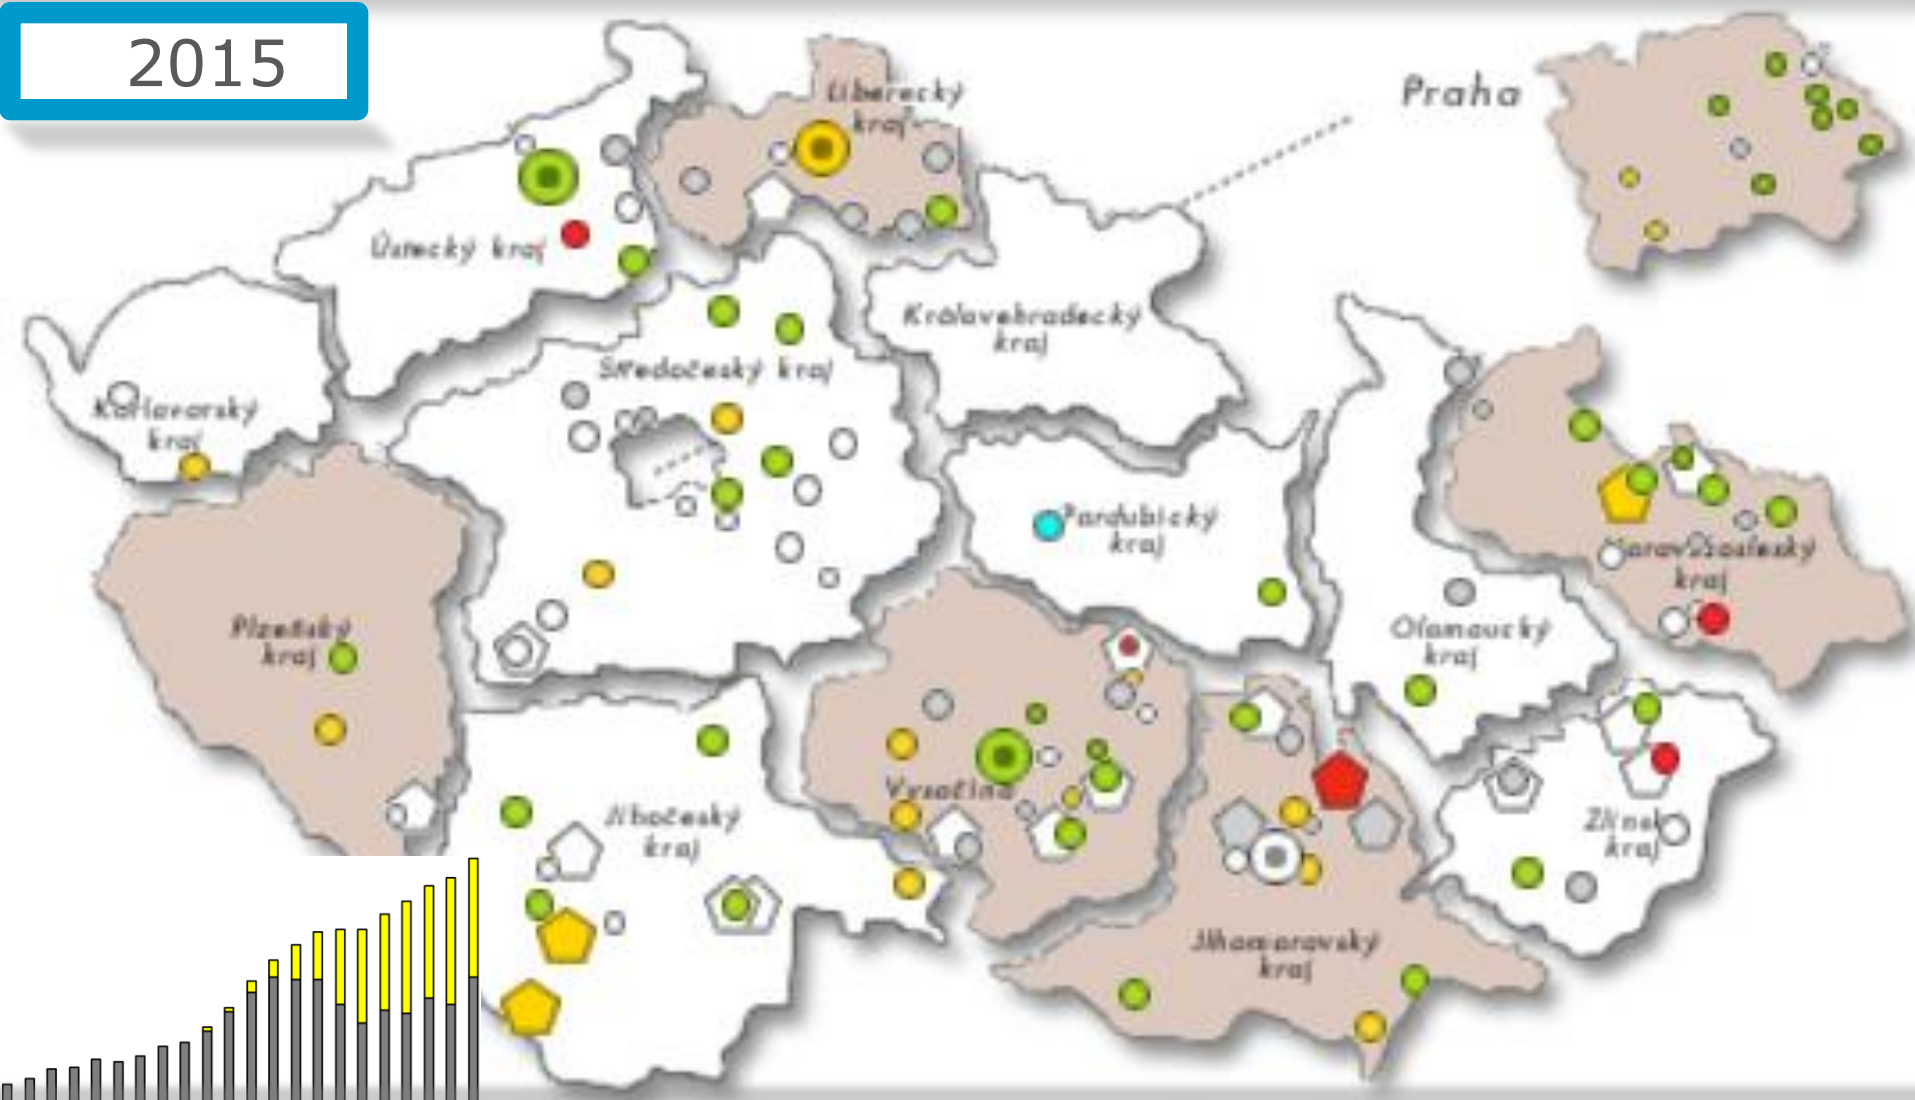 2015
Liberecký
kraj
Praha
Ústecký kraj
Královehradecký
kraj
Středočeský kraj
Karlovarský
kraj
Pardubický
kraj
Moravskoslezský
kraj
Plzeňský
kraj
Olomoucký
kraj
Vysočina
Jihočeský
kraj
Zlínský
kraj
Jihomoravský
kraj